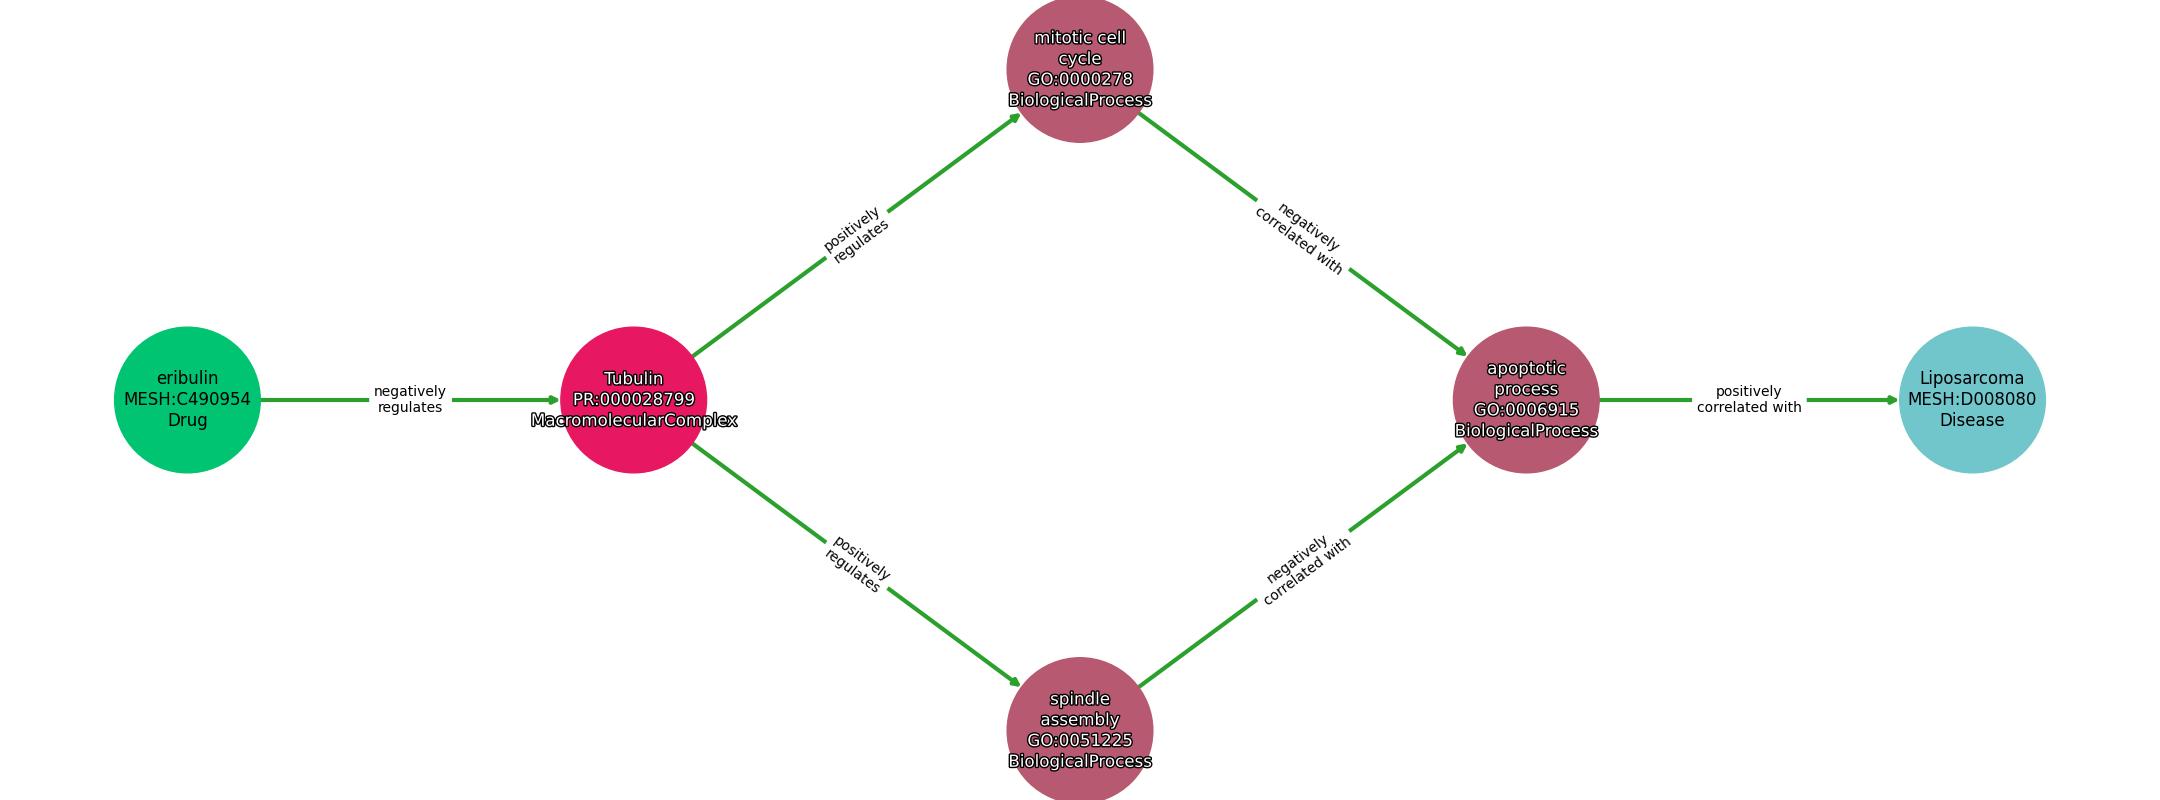 mitotic cell
cycle
GO:0000278
BiologicalProcess
positively
regulates
negatively
correlated with
eribulin
MESH:C490954
Drug
negatively
regulates
Tubulin
PR:000028799
MacromolecularComplex
apoptotic
process
GO:0006915
BiologicalProcess
positively
correlated with
Liposarcoma
MESH:D008080
Disease
positively
regulates
negatively
correlated with
spindle
assembly
GO:0051225
BiologicalProcess